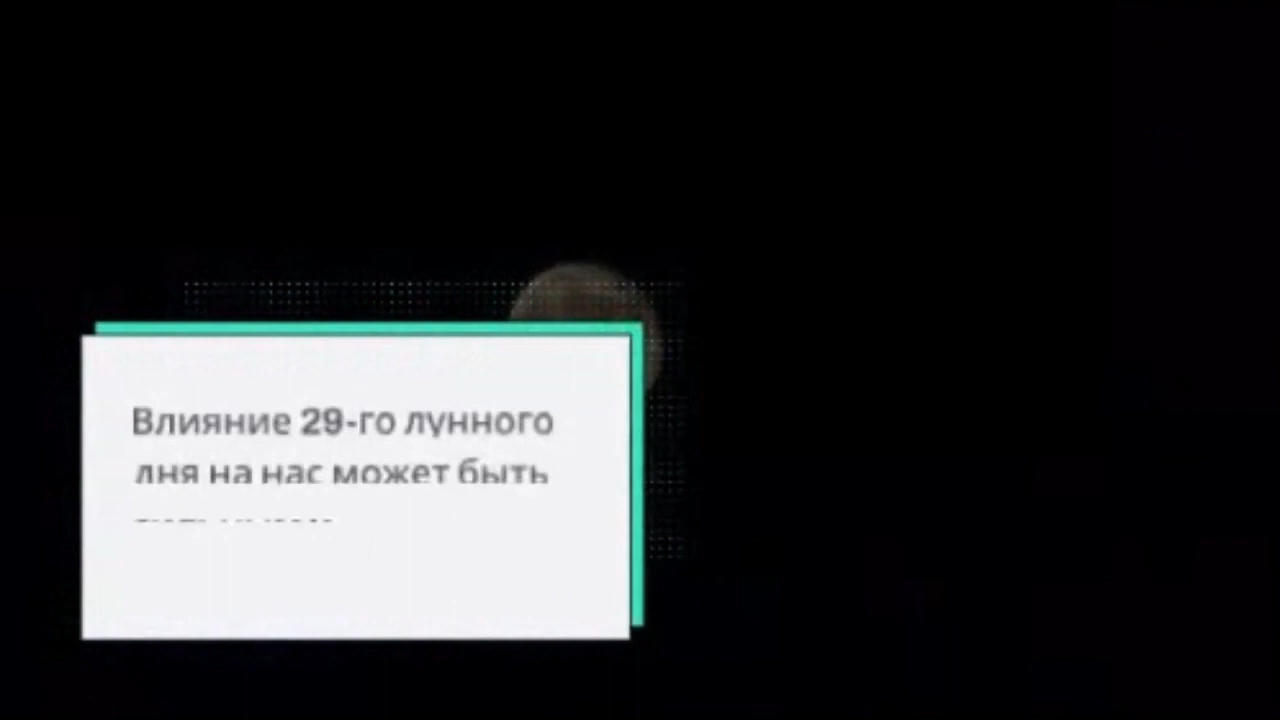 Влияние 29-го лунного
дня на нас может быть